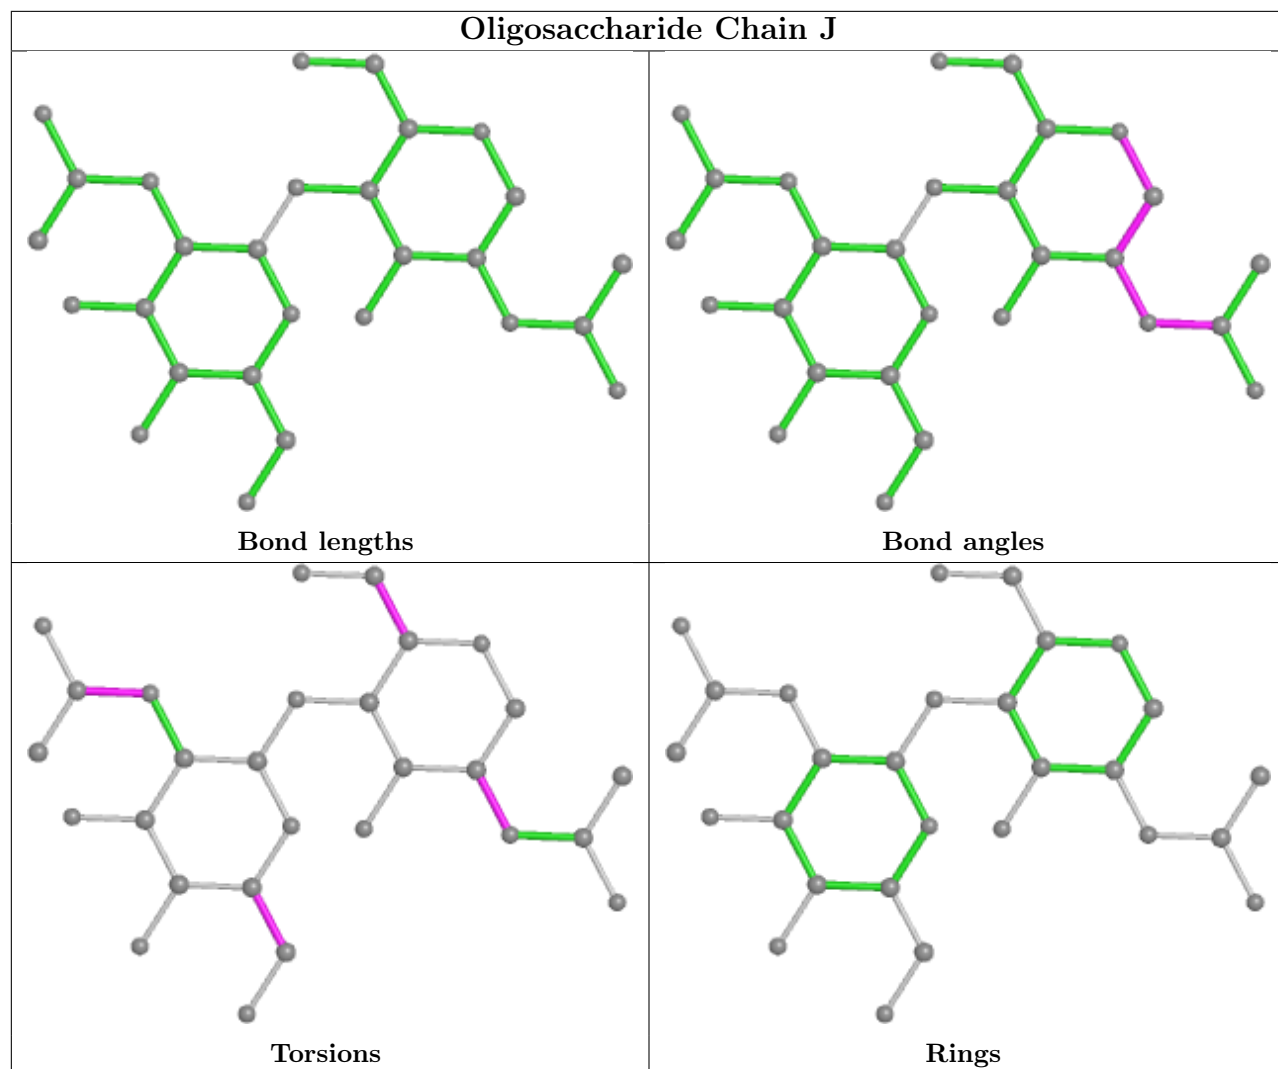 Oligosaccharide Chain J
Bond lengths
Bond angles
Torsions
Rings